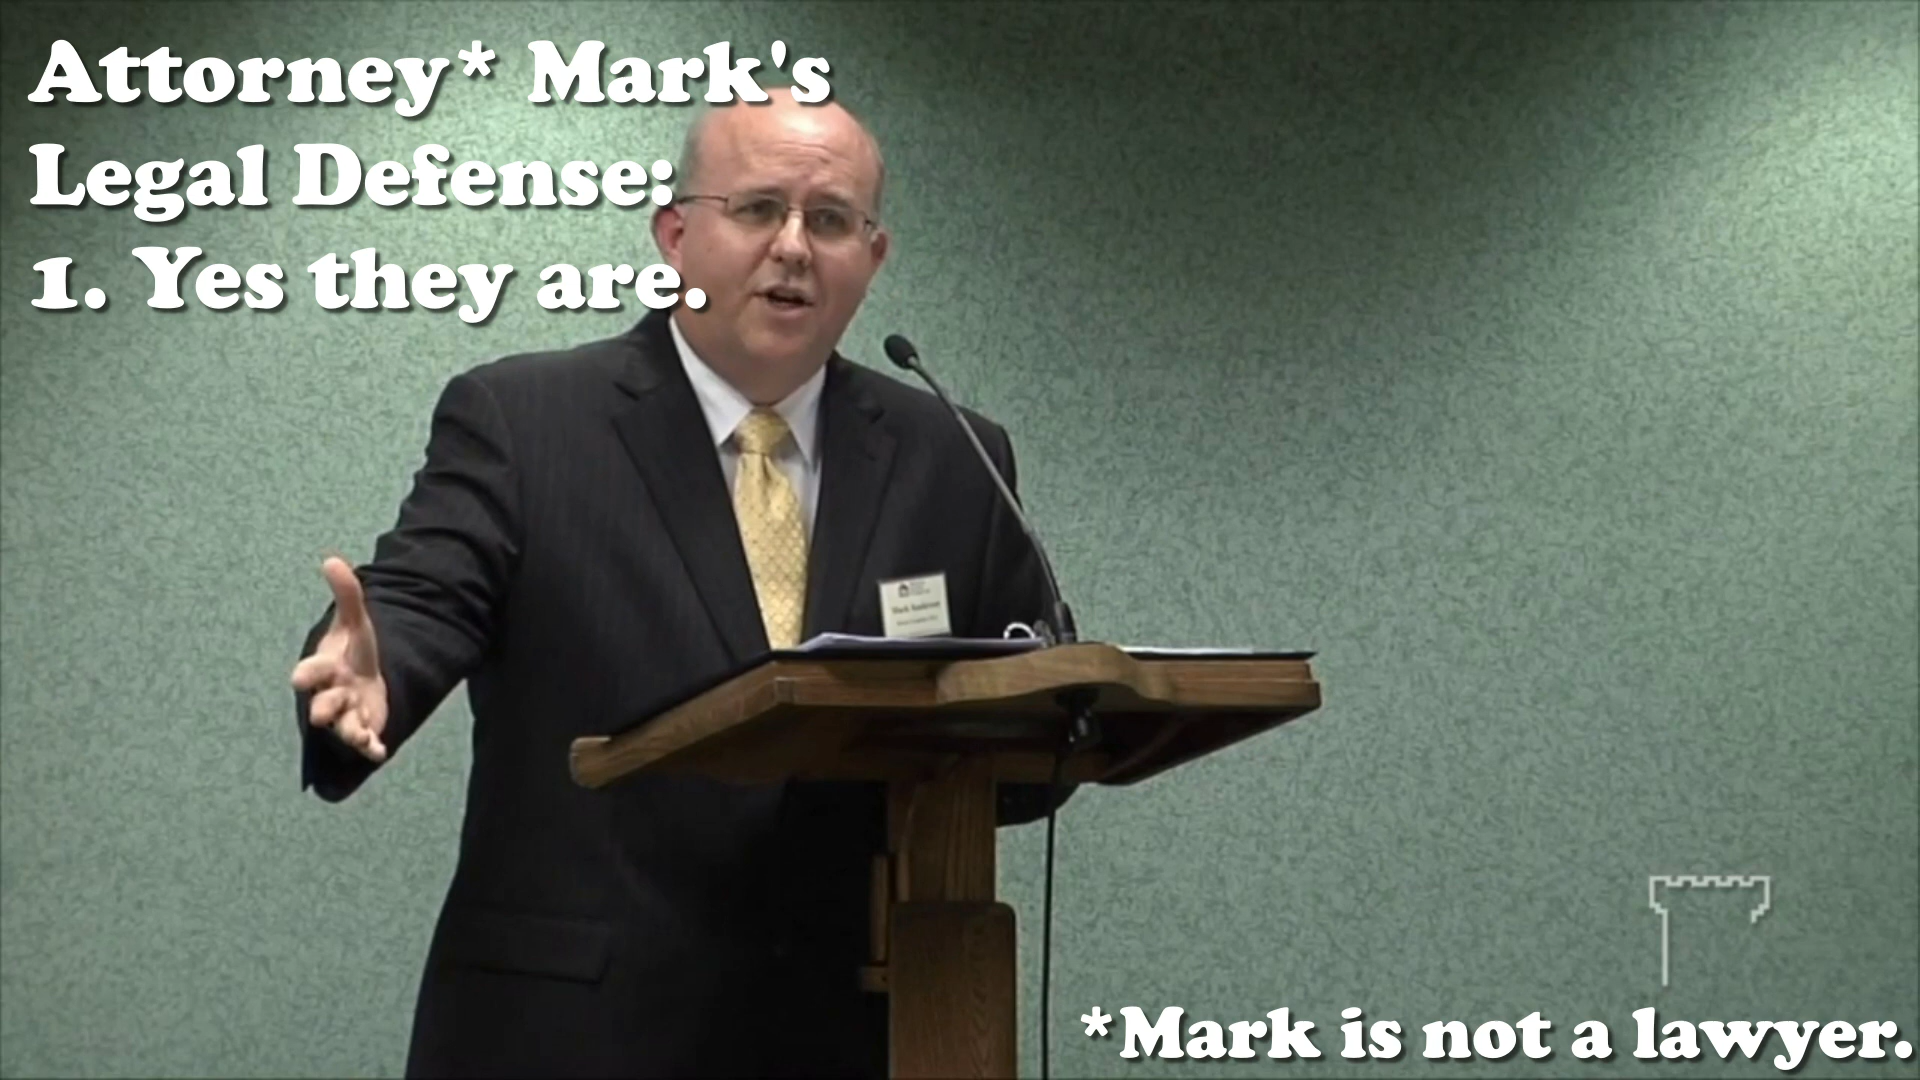 Attorney* Mark's
Legal Defense:
1. Yes they are.
*Mark is not a lawyer.